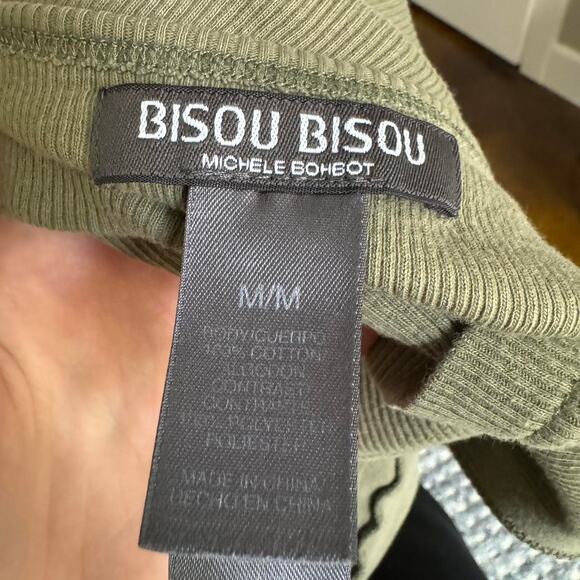 BISOU BISOU
MICHELE BOHBOT
M/M
BODY/CUERPO
100% COTTON
ALGODON
CONTRAST
CONTRASTE
100% POLYESTER
POLIESTER
MADE IN CHINA
HECHO EN CHINA